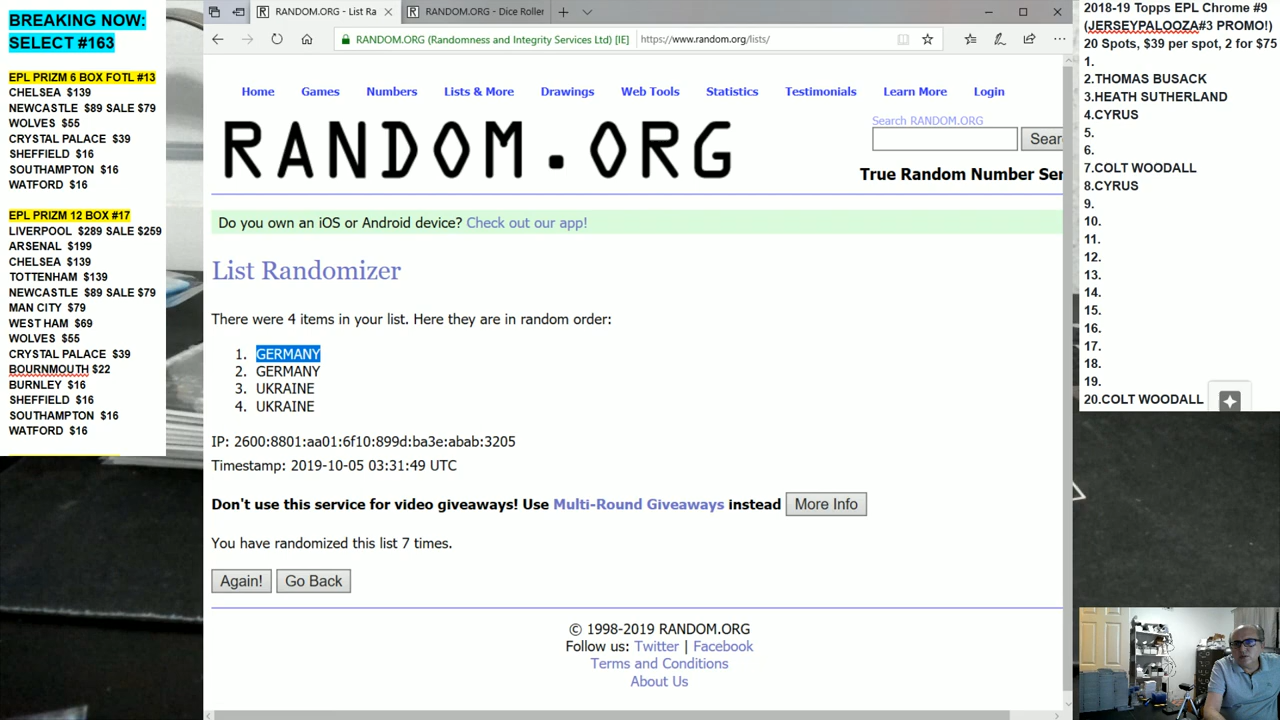 BREAKING NOW:
SELECT #163
EPL PRIZM 6 BOX FOTL #13
CHELSEA $139
NEWCASTLE $89 SALE $79
WOLVES $55
CRYSTAL PALACE $39
SHEFFIELD $16
SOUTHAMPTON $16
WATFORD $16
EPL PRIZM 12 BOX #17
LIVERPOOL $289 SALE $259
ARSENAL $199
CHELSEA $139
TOTTENHAM $139
NEWCASTLE $89 SALE $79
MAN CITY $79
WEST HAM $69
WOLVES $55
CRYSTAL PALACE $39
BOURNMOUTH $22
BURNLEY $16
SHEFFIELD $16
SOUTHAMPTON $16
WATFORD $16
RANDOM.ORG - List Ra
RANDOM.ORG - Dice Roller
RANDOM.ORG (Randomness and Integrity Services Ltd) [IE]
https://www.random.org/lists/
Home Games Numbers Lists & More Drawings Web Tools Statistics Testimonials Learn More Login
RANDOM.ORG
Search RANDOM.ORG
Sear
True Random Number Ser
Do you own an iOS or Android device? Check out our app!
List Randomizer
There were 4 items in your list. Here they are in random order:
1. GERMANY
2. GERMANY
3. UKRAINE
4. UKRAINE
IP: 2600:8801:aa01:6f10:899d:ba3e:abab:3205
Timestamp: 2019-10-05 03:31:49 UTC
Don't use this service for video giveaways! Use Multi-Round Giveaways instead More Info
You have randomized this list 7 times.
Again! Go Back
© 1998-2019 RANDOM.ORG
Follow us: Twitter | Facebook
Terms and Conditions
About Us
2018-19 Topps EPL Chrome #9
(JERSEYPALOOZA#3 PROMO!)
20 Spots, $39 per spot, 2 for $75
1.
2.THOMAS BUSACK
3.HEATH SUTHERLAND
4.CYRUS
5.
6.
7.COLT WOODALL
8.CYRUS
9.
10.
11.
12.
13.
14.
15.
16.
17.
18.
19.
20.COLT WOODALL